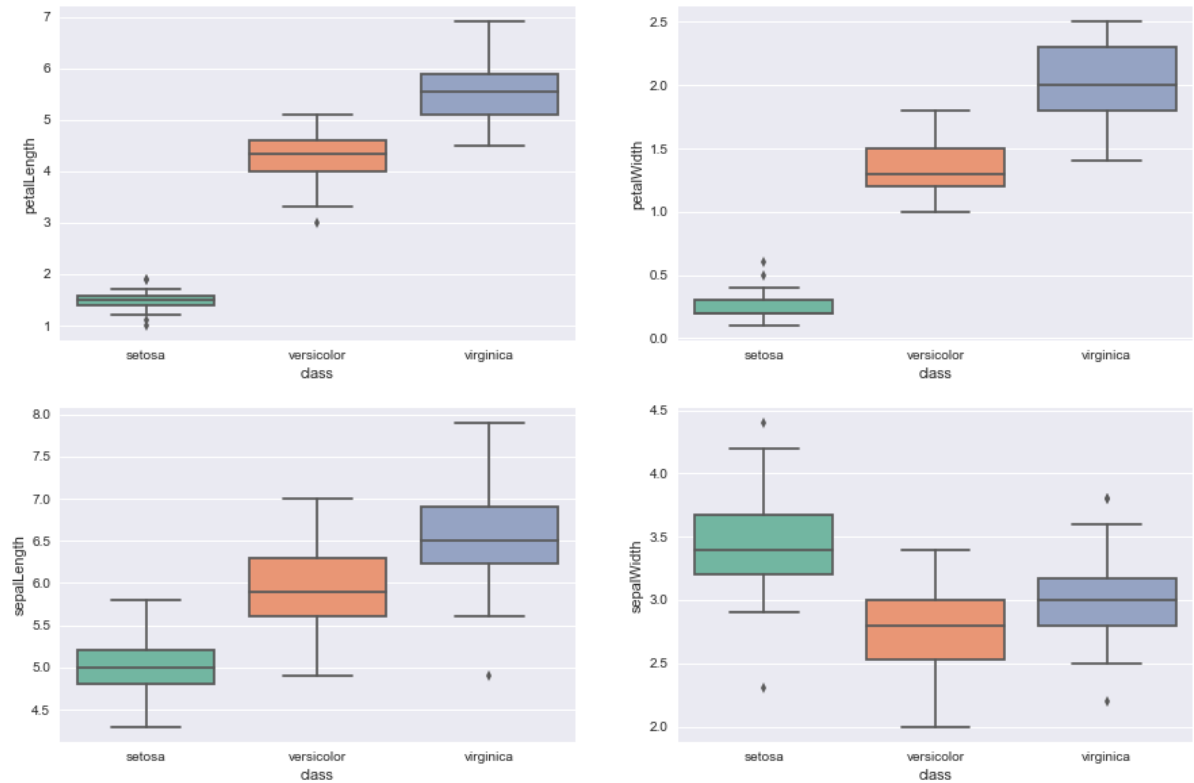 7
6
5
4
3
2
1
petalLength
setosa versicolor virginica
class
2.5
2.0
1.5
1.0
0.5
0.0
petalWidth
setosa versicolor virginica
class
8.0
7.5
7.0
6.5
6.0
5.5
5.0
4.5
sepalLength
setosa versicolor virginica
class
4.5
4.0
3.5
3.0
2.5
2.0
sepalWidth
setosa versicolor virginica
class